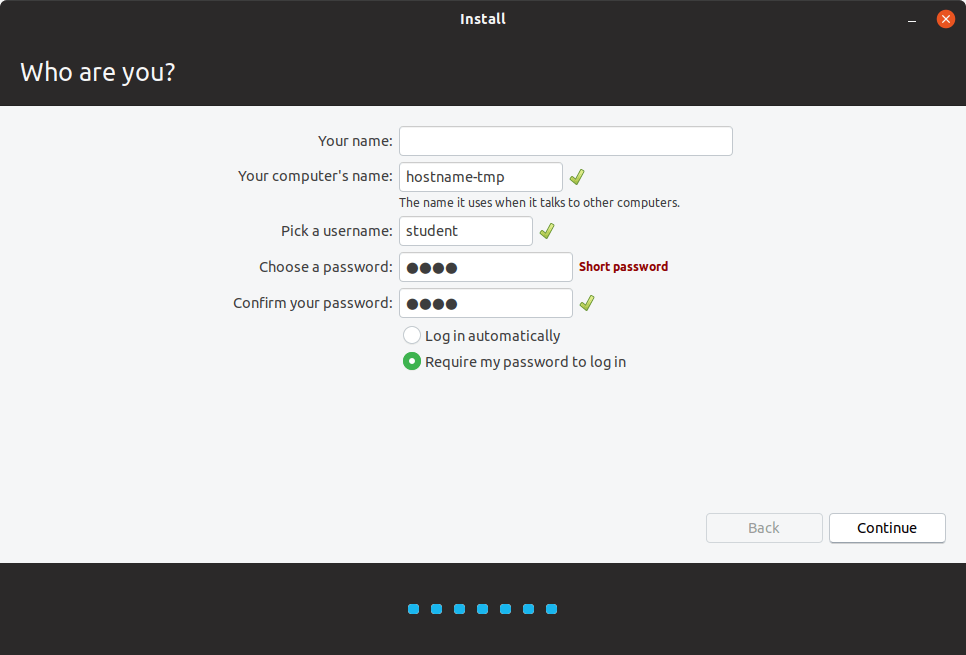 Install
Who are you?
Your name:
Your computer's name: hostname-tmp
The name it uses when it talks to other computers.
Pick a username: student
Choose a password: ●●●● Short password
Confirm your password: ●●●●
Log in automatically
Require my password to log in
Back Continue